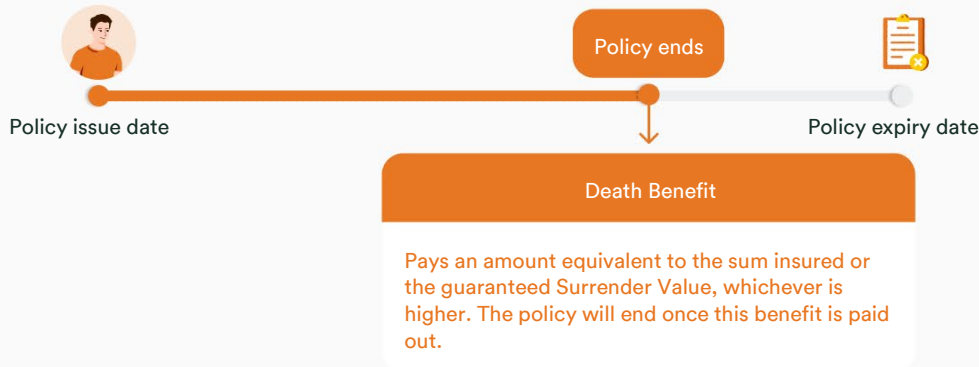 Policy ends
Policy issue date
Policy expiry date
Death Benefit
Pays an amount equivalent to the sum insured or
the guaranteed Surrender Value, whichever is
higher. The policy will end once this benefit is paid
out.